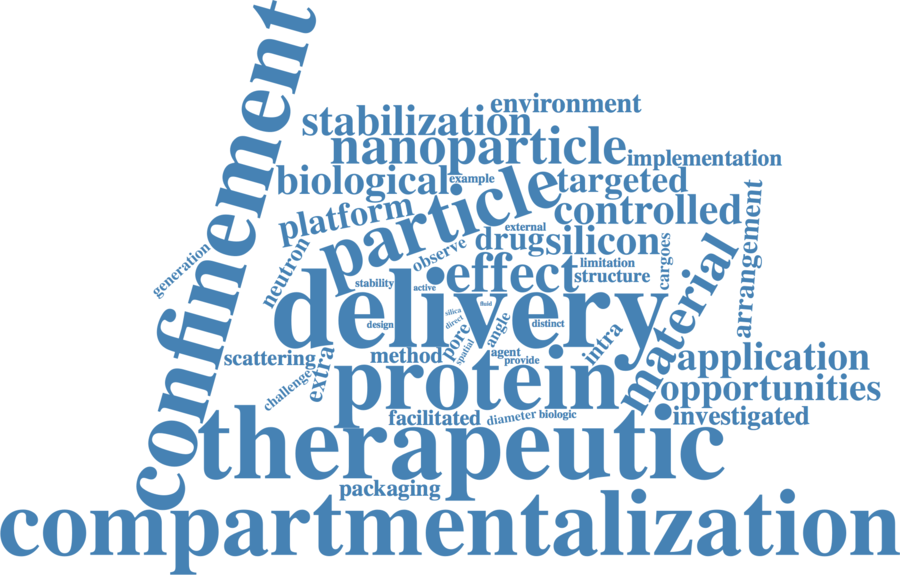 confinement
environment
stabilization
nanoparticle
implementation
biological
example
targeted
particle
platform
controlled
external
drug
silicon
observe
generation
neutron
cargoes
arrangement
limitation
effect
structure
stability
active
delivery
fluid
silica
direct
design
distinct
material
angle
pore
spatial
intra
scattering
extra
method
agent
provide
application
challenged
protein
opportunities
facilitated
diameter
biologic
investigated
therapeutic
packaging
compartmentalization